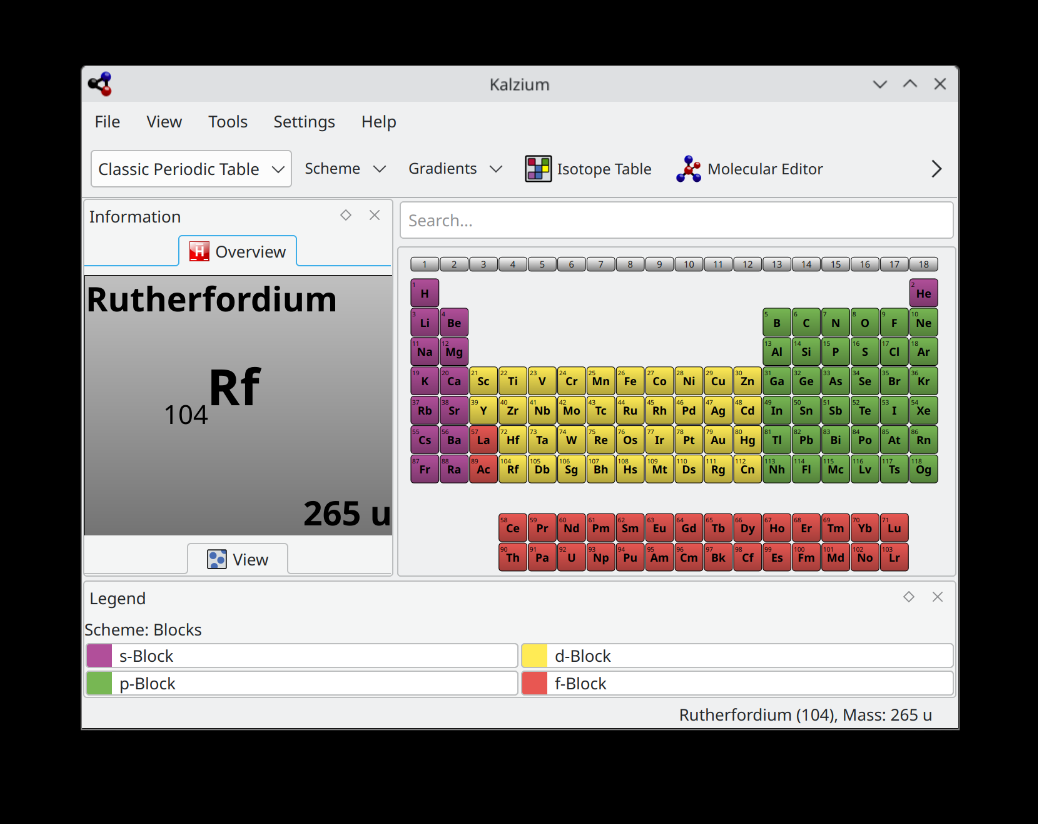 Kalzium
File View Tools Settings Help
Classic Periodic Table Scheme Gradients Isotope Table Molecular Editor
Information
Search...
H Overview
Rutherfordium
104 Rf
265 u
View
1 2 3 4 5 6 7 8 9 10 11 12 13 14 15 16 17 18
1 H 2 He
3 Li 4 Be 5 B 6 C 7 N 8 O 9 F 10 Ne
11 Na 12 Mg 13 Al 14 Si 15 P 16 S 17 Cl 18 Ar
19 K 20 Ca 21 Sc 22 Ti 23 V 24 Cr 25 Mn 26 Fe 27 Co 28 Ni 29 Cu 30 Zn 31 Ga 32 Ge 33 As 34 Se 35 Br 36 Kr
37 Rb 38 Sr 39 Y 40 Zr 41 Nb 42 Mo 43 Tc 44 Ru 45 Rh 46 Pd 47 Ag 48 Cd 49 In 50 Sn 51 Sb 52 Te 53 I 54 Xe
55 Cs 56 Ba 57 La 72 Hf 73 Ta 74 W 75 Re 76 Os 77 Ir 78 Pt 79 Au 80 Hg 81 Tl 82 Pb 83 Bi 84 Po 85 At 86 Rn
87 Fr 88 Ra 89 Ac 104 Rf 105 Db 106 Sg 107 Bh 108 Hs 109 Mt 110 Ds 111 Rg 112 Cn 113 Nh 114 Fl 115 Mc 116 Lv 117 Ts 118 Og
58 Ce 59 Pr 60 Nd 61 Pm 62 Sm 63 Eu 64 Gd 65 Tb 66 Dy 67 Ho 68 Er 69 Tm 70 Yb 71 Lu
90 Th 91 Pa 92 U 93 Np 94 Pu 95 Am 96 Cm 97 Bk 98 Cf 99 Es 100 Fm 101 Md 102 No 103 Lr
Legend
Scheme: Blocks
s-Block d-Block
p-Block f-Block
Rutherfordium (104), Mass: 265 u